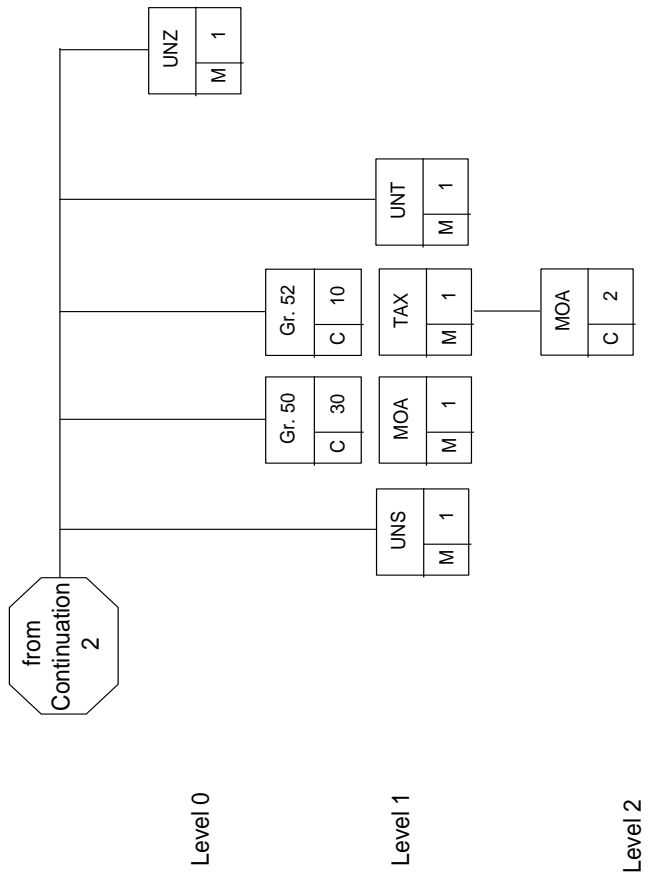 from
Continuation
2
UNZ
M 1
Level 0
Gr. 50
C 30
Gr. 52
C 10
UNS
M 1
MOA
M 1
TAX
M 1
UNT
M 1
Level 1
MOA
C 2
Level 2